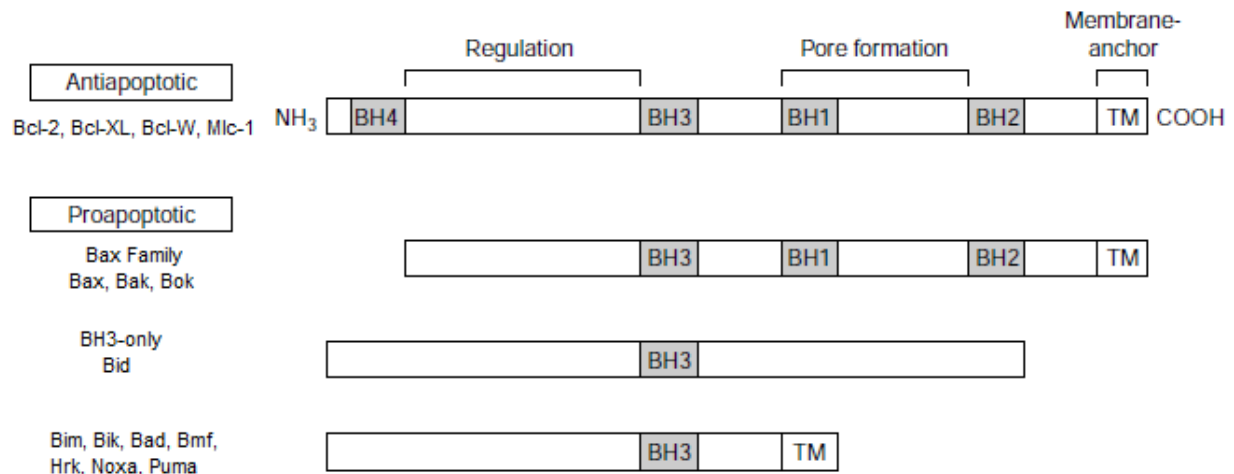 Regulation
Pore formation
Membrane-
anchor
Antiapoptotic
Bcl-2, Bcl-XL, Bcl-W, Mlc-1
NH3 BH4 BH3 BH1 BH2 TM COOH
Proapoptotic
Bax Family
Bax, Bak, Bok
BH3 BH1 BH2 TM
BH3-only
Bid
BH3
Bim, Bik, Bad, Bmf,
Hrk, Noxa, Puma
BH3 TM